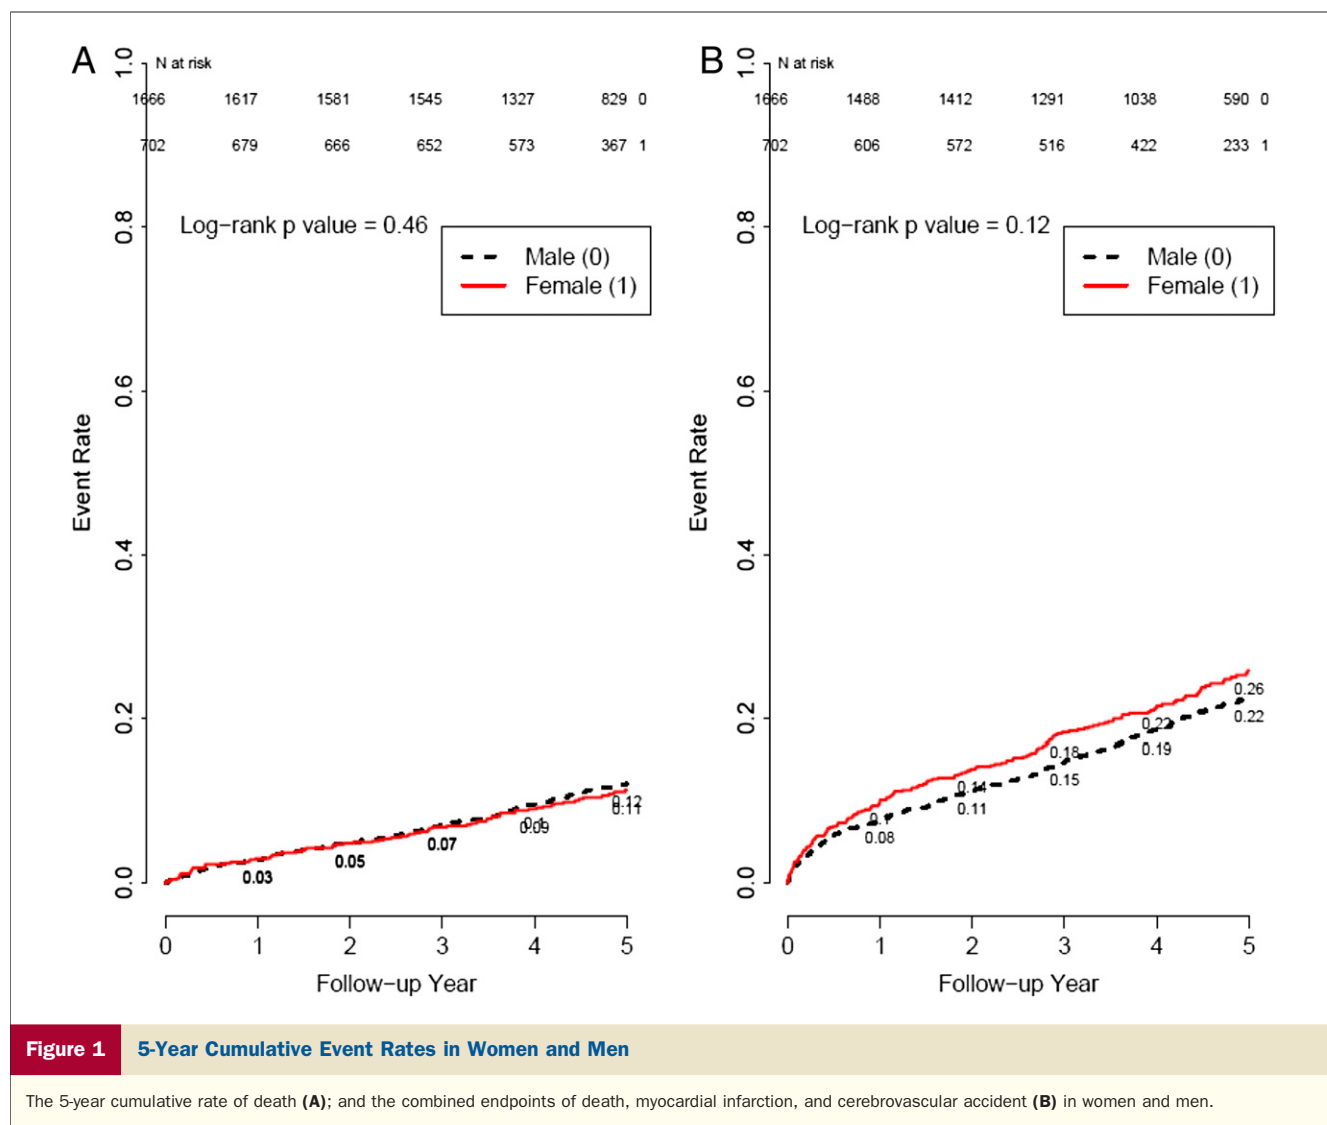 A
N at risk
1666 1617 1581 1545 1327 829 0
702 679 666 652 573 367 1
Log-rank p value = 0.46
Male (0)
Female (1)
Event Rate
1.0
0.8
0.6
0.4
0.2
0.0
0.03
0.05
0.07
0.1
0.09
0.12
0.11
0 1 2 3 4 5
Follow-up Year
B
N at risk
1666 1488 1412 1291 1038 590 0
702 606 572 516 422 233 1
Log-rank p value = 0.12
Male (0)
Female (1)
Event Rate
1.0
0.8
0.6
0.4
0.2
0.0
0.1
0.08
0.14
0.11
0.18
0.15
0.22
0.19
0.26
0.22
0 1 2 3 4 5
Follow-up Year
Figure 1 5-Year Cumulative Event Rates in Women and Men
The 5-year cumulative rate of death (A); and the combined endpoints of death, myocardial infarction, and cerebrovascular accident (B) in women and men.